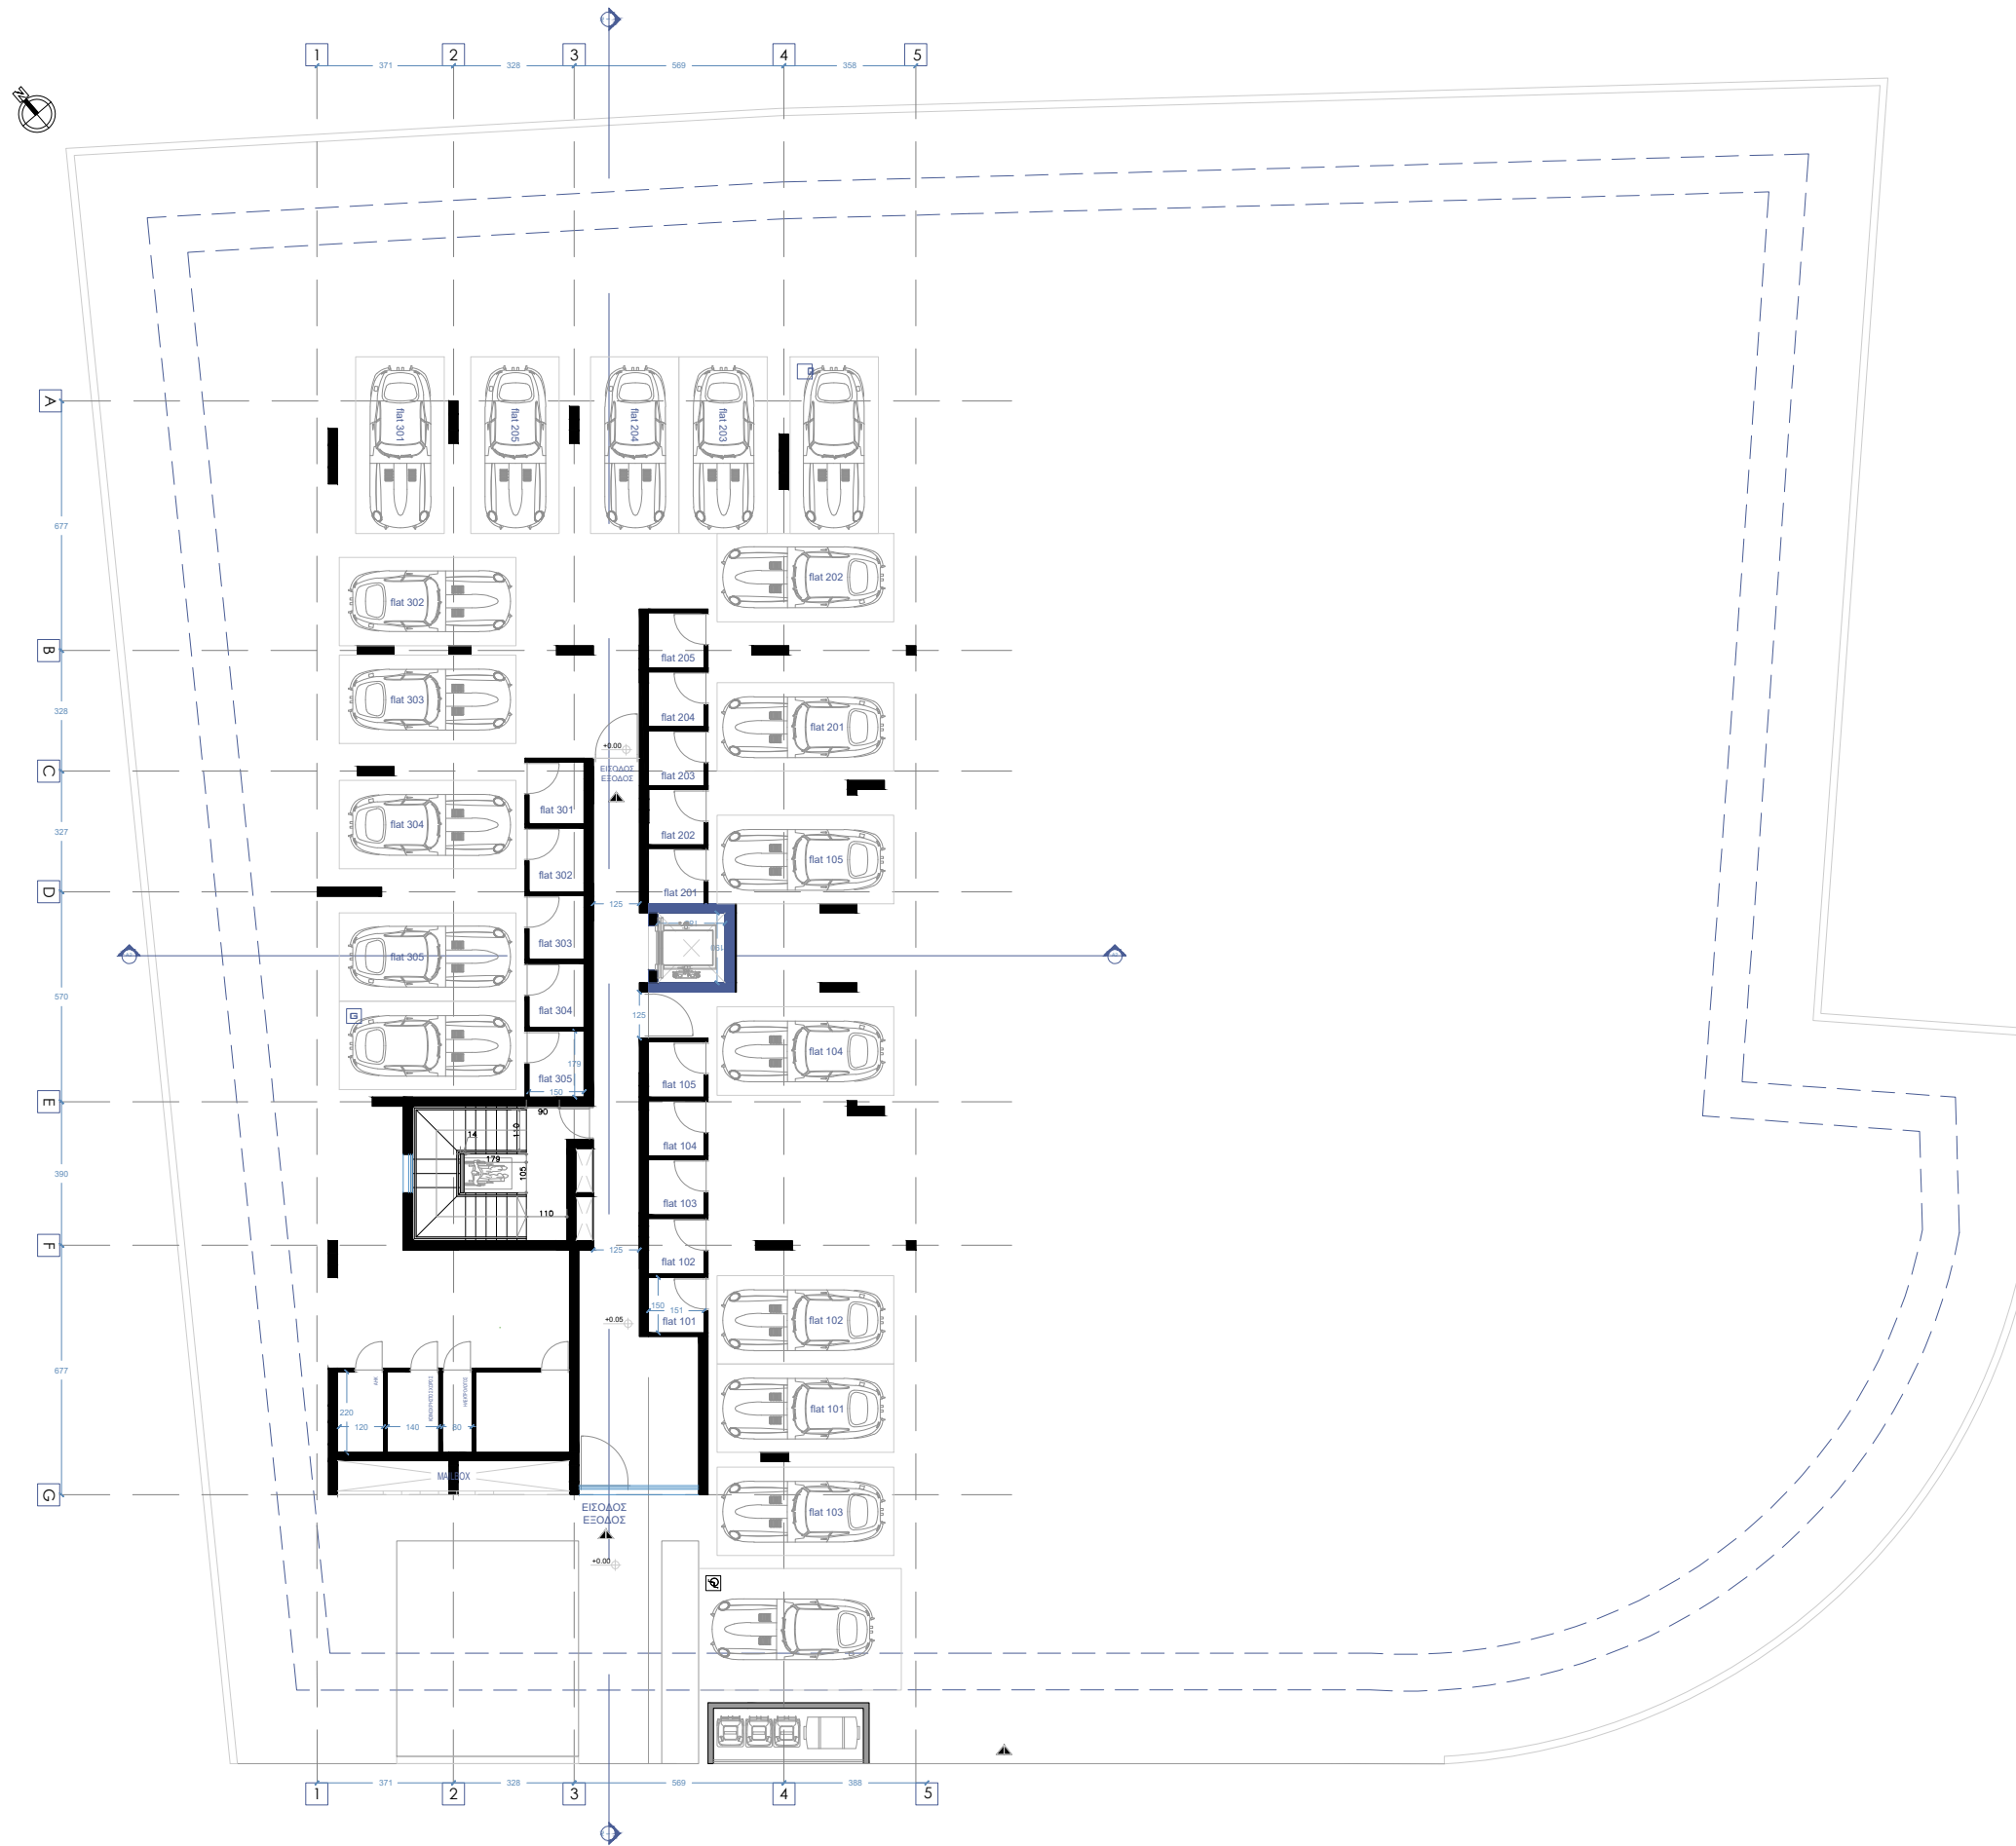 1 2 3 4 5
371 328 569 358
N
A
flat 301 flat 205 flat 204 flat 203
677
flat 202
flat 302
B
flat 205
flat 303
328
flat 204
flat 201
+0.00
C
ΕΙΣΟΔΟΣ
ΕΞΟΔΟΣ
flat 203
flat 301
flat 304
327
flat 202
flat 105
flat 302
D
flat 201
125
flat 303
190
flat 305
570
flat 304
125
G
flat 104
179
flat 305
flat 105
150
E
90
110
14
flat 104
179
105
390
flat 103
110
F
125
flat 102
150
151
+0.05
flat 101
flat 102
677
ΑΗΚ
220
120 140 80
flat 101
MAILBOX
G
ΕΙΣΟΔΟΣ
ΕΞΟΔΟΣ
flat 103
+0.00
371 328 569 388
1 2 3 4 5